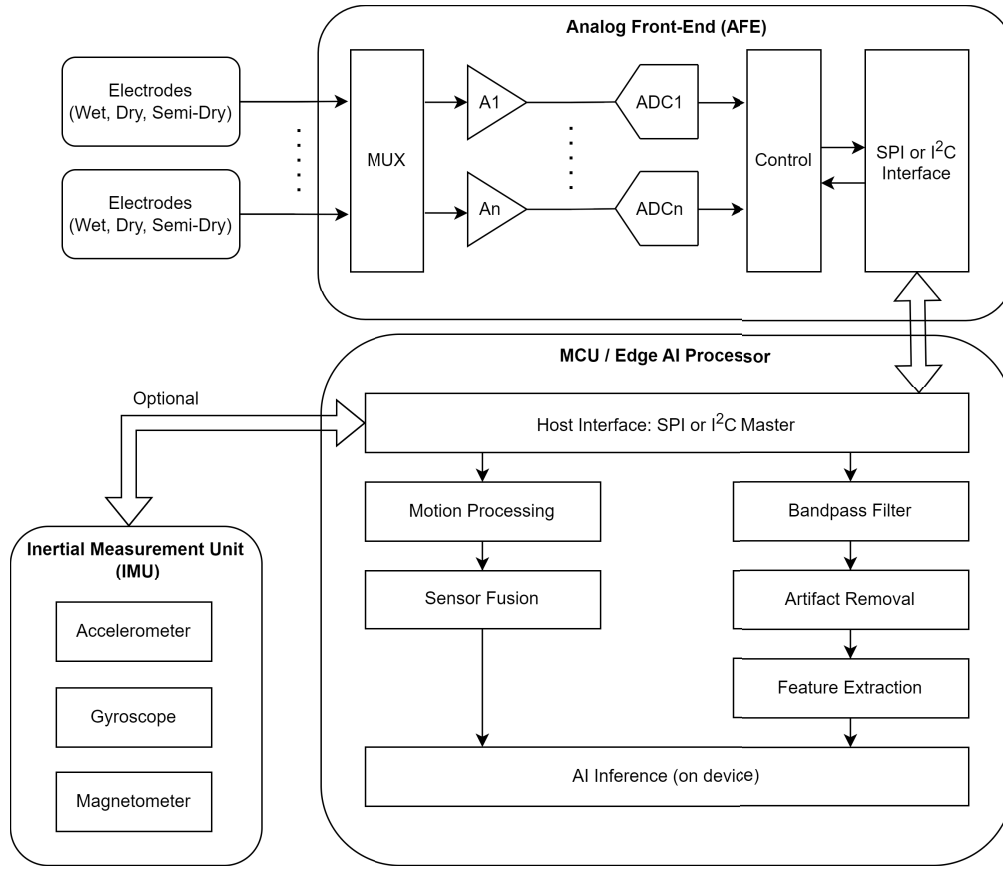 Analog Front-End (AFE)
Electrodes
(Wet, Dry, Semi-Dry)
Electrodes
(Wet, Dry, Semi-Dry)
MUX
A1
An
ADC1
ADCn
Control
SPI or I²C
Interface
MCU / Edge AI Processor
Optional
Host Interface: SPI or I²C Master
Motion Processing
Sensor Fusion
Bandpass Filter
Artifact Removal
Feature Extraction
AI Inference (on device)
Inertial Measurement Unit
(IMU)
Accelerometer
Gyroscope
Magnetometer